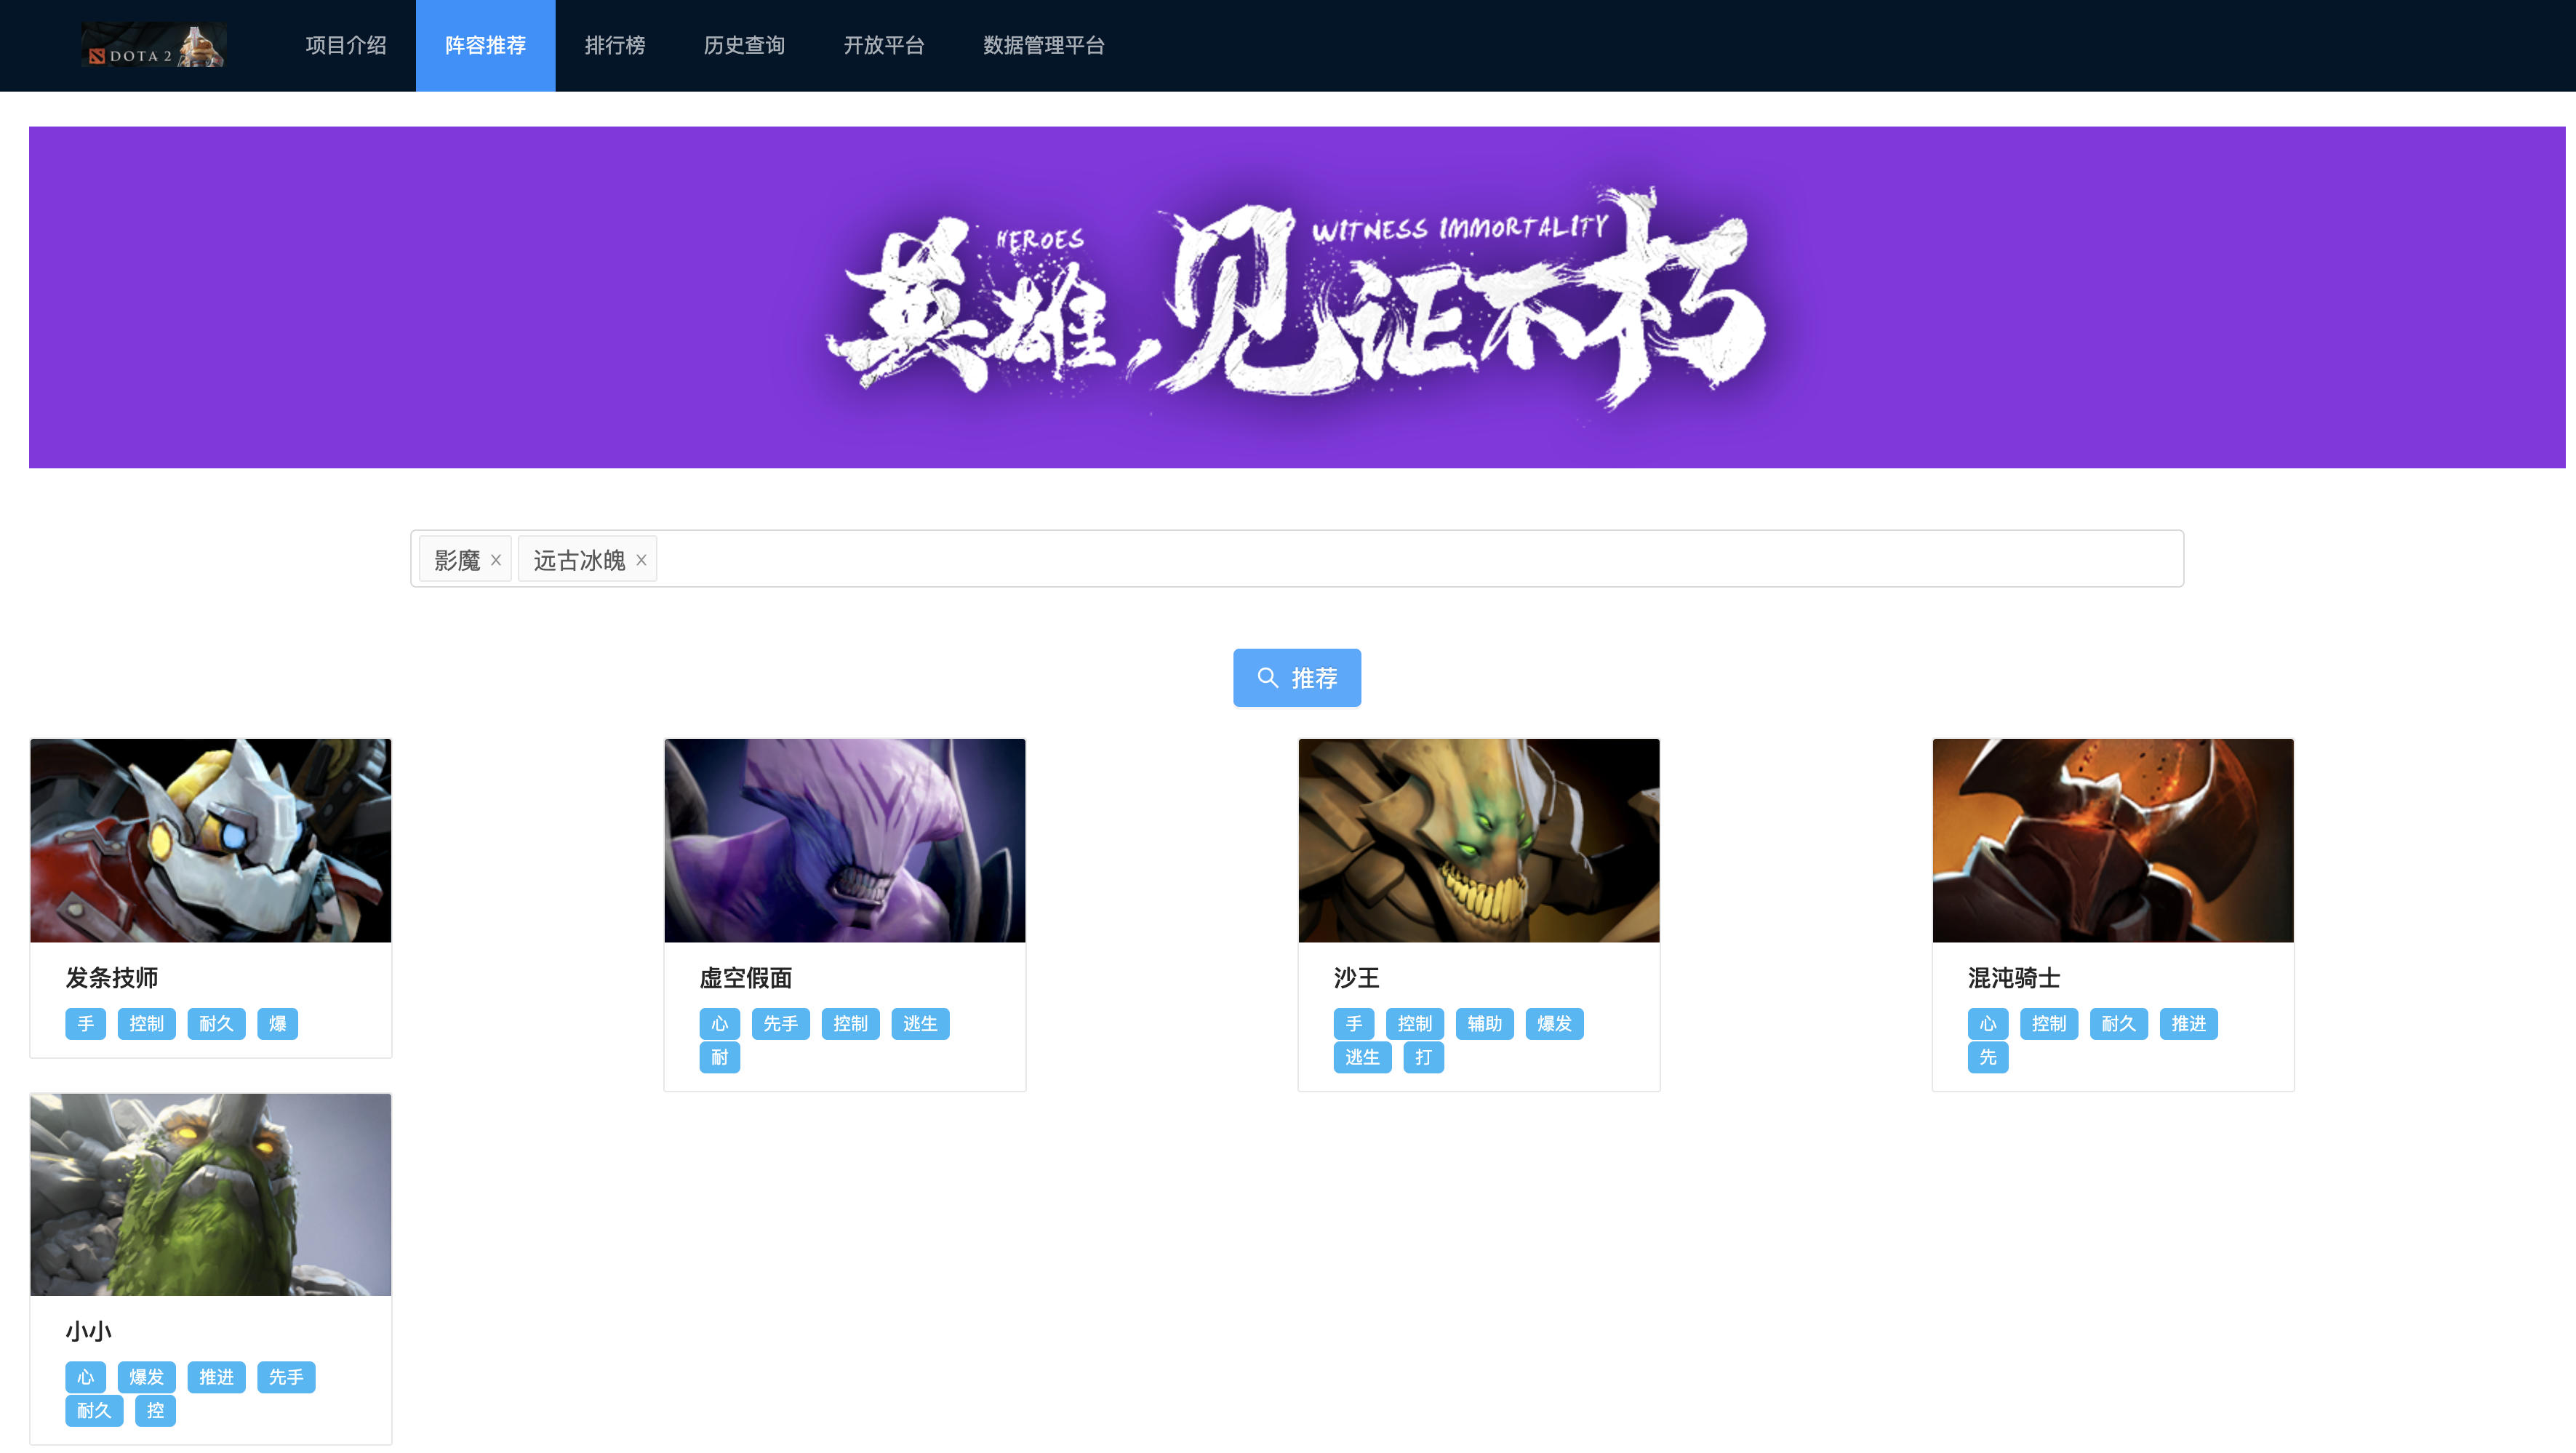 DOTA 2 项目介绍 阵容推荐 排行榜 历史查询 开放平台 数据管理平台
HEROES WITNESS IMMORTALITY
英雄,见证不朽
影魔 × 远古冰魄 ×
推荐
发条技师
手 控制 耐久 爆
虚空假面
心 先手 控制 逃生
耐
沙王
手 控制 辅助 爆发
逃生 打
混沌骑士
心 控制 耐久 推进
先
小小
心 爆发 推进 先手
耐久 控